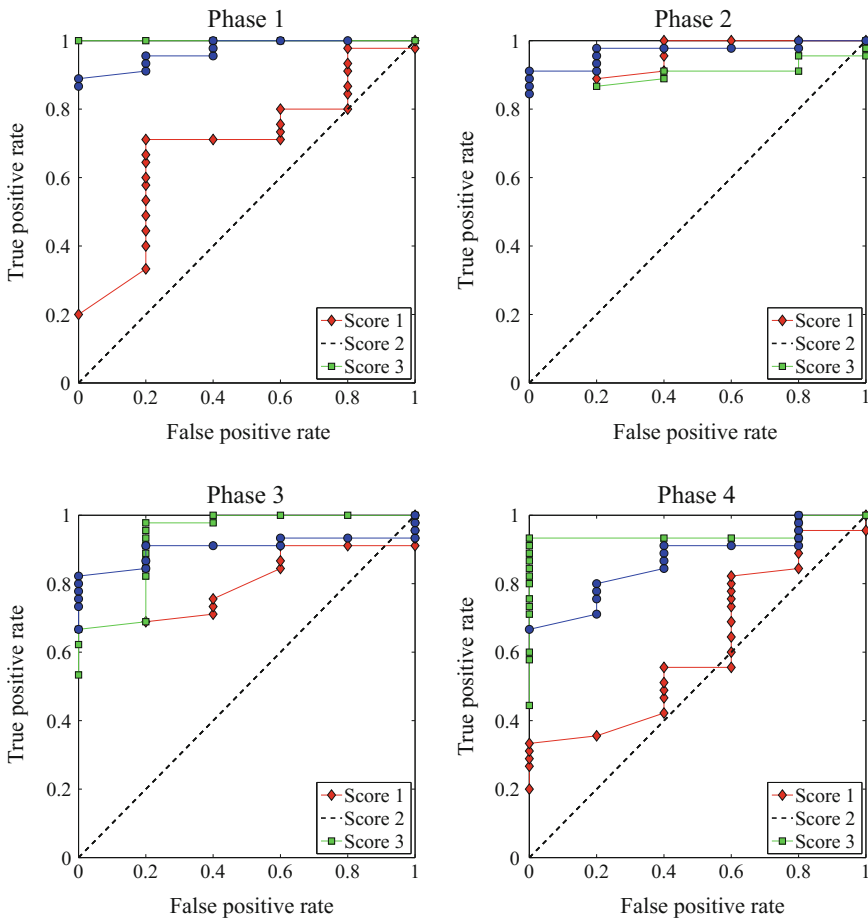 Phase 1
True positive rate
1
0.8
0.6
0.4
0.2
0
0 0.2 0.4 0.6 0.8 1
False positive rate
Score 1
Score 2
Score 3
Phase 2
True positive rate
1
0.8
0.6
0.4
0.2
0
0 0.2 0.4 0.6 0.8 1
False positive rate
Score 1
Score 2
Score 3
Phase 3
True positive rate
1
0.8
0.6
0.4
0.2
0
0 0.2 0.4 0.6 0.8 1
False positive rate
Score 1
Score 2
Score 3
Phase 4
True positive rate
1
0.8
0.6
0.4
0.2
0
0 0.2 0.4 0.6 0.8 1
False positive rate
Score 1
Score 2
Score 3